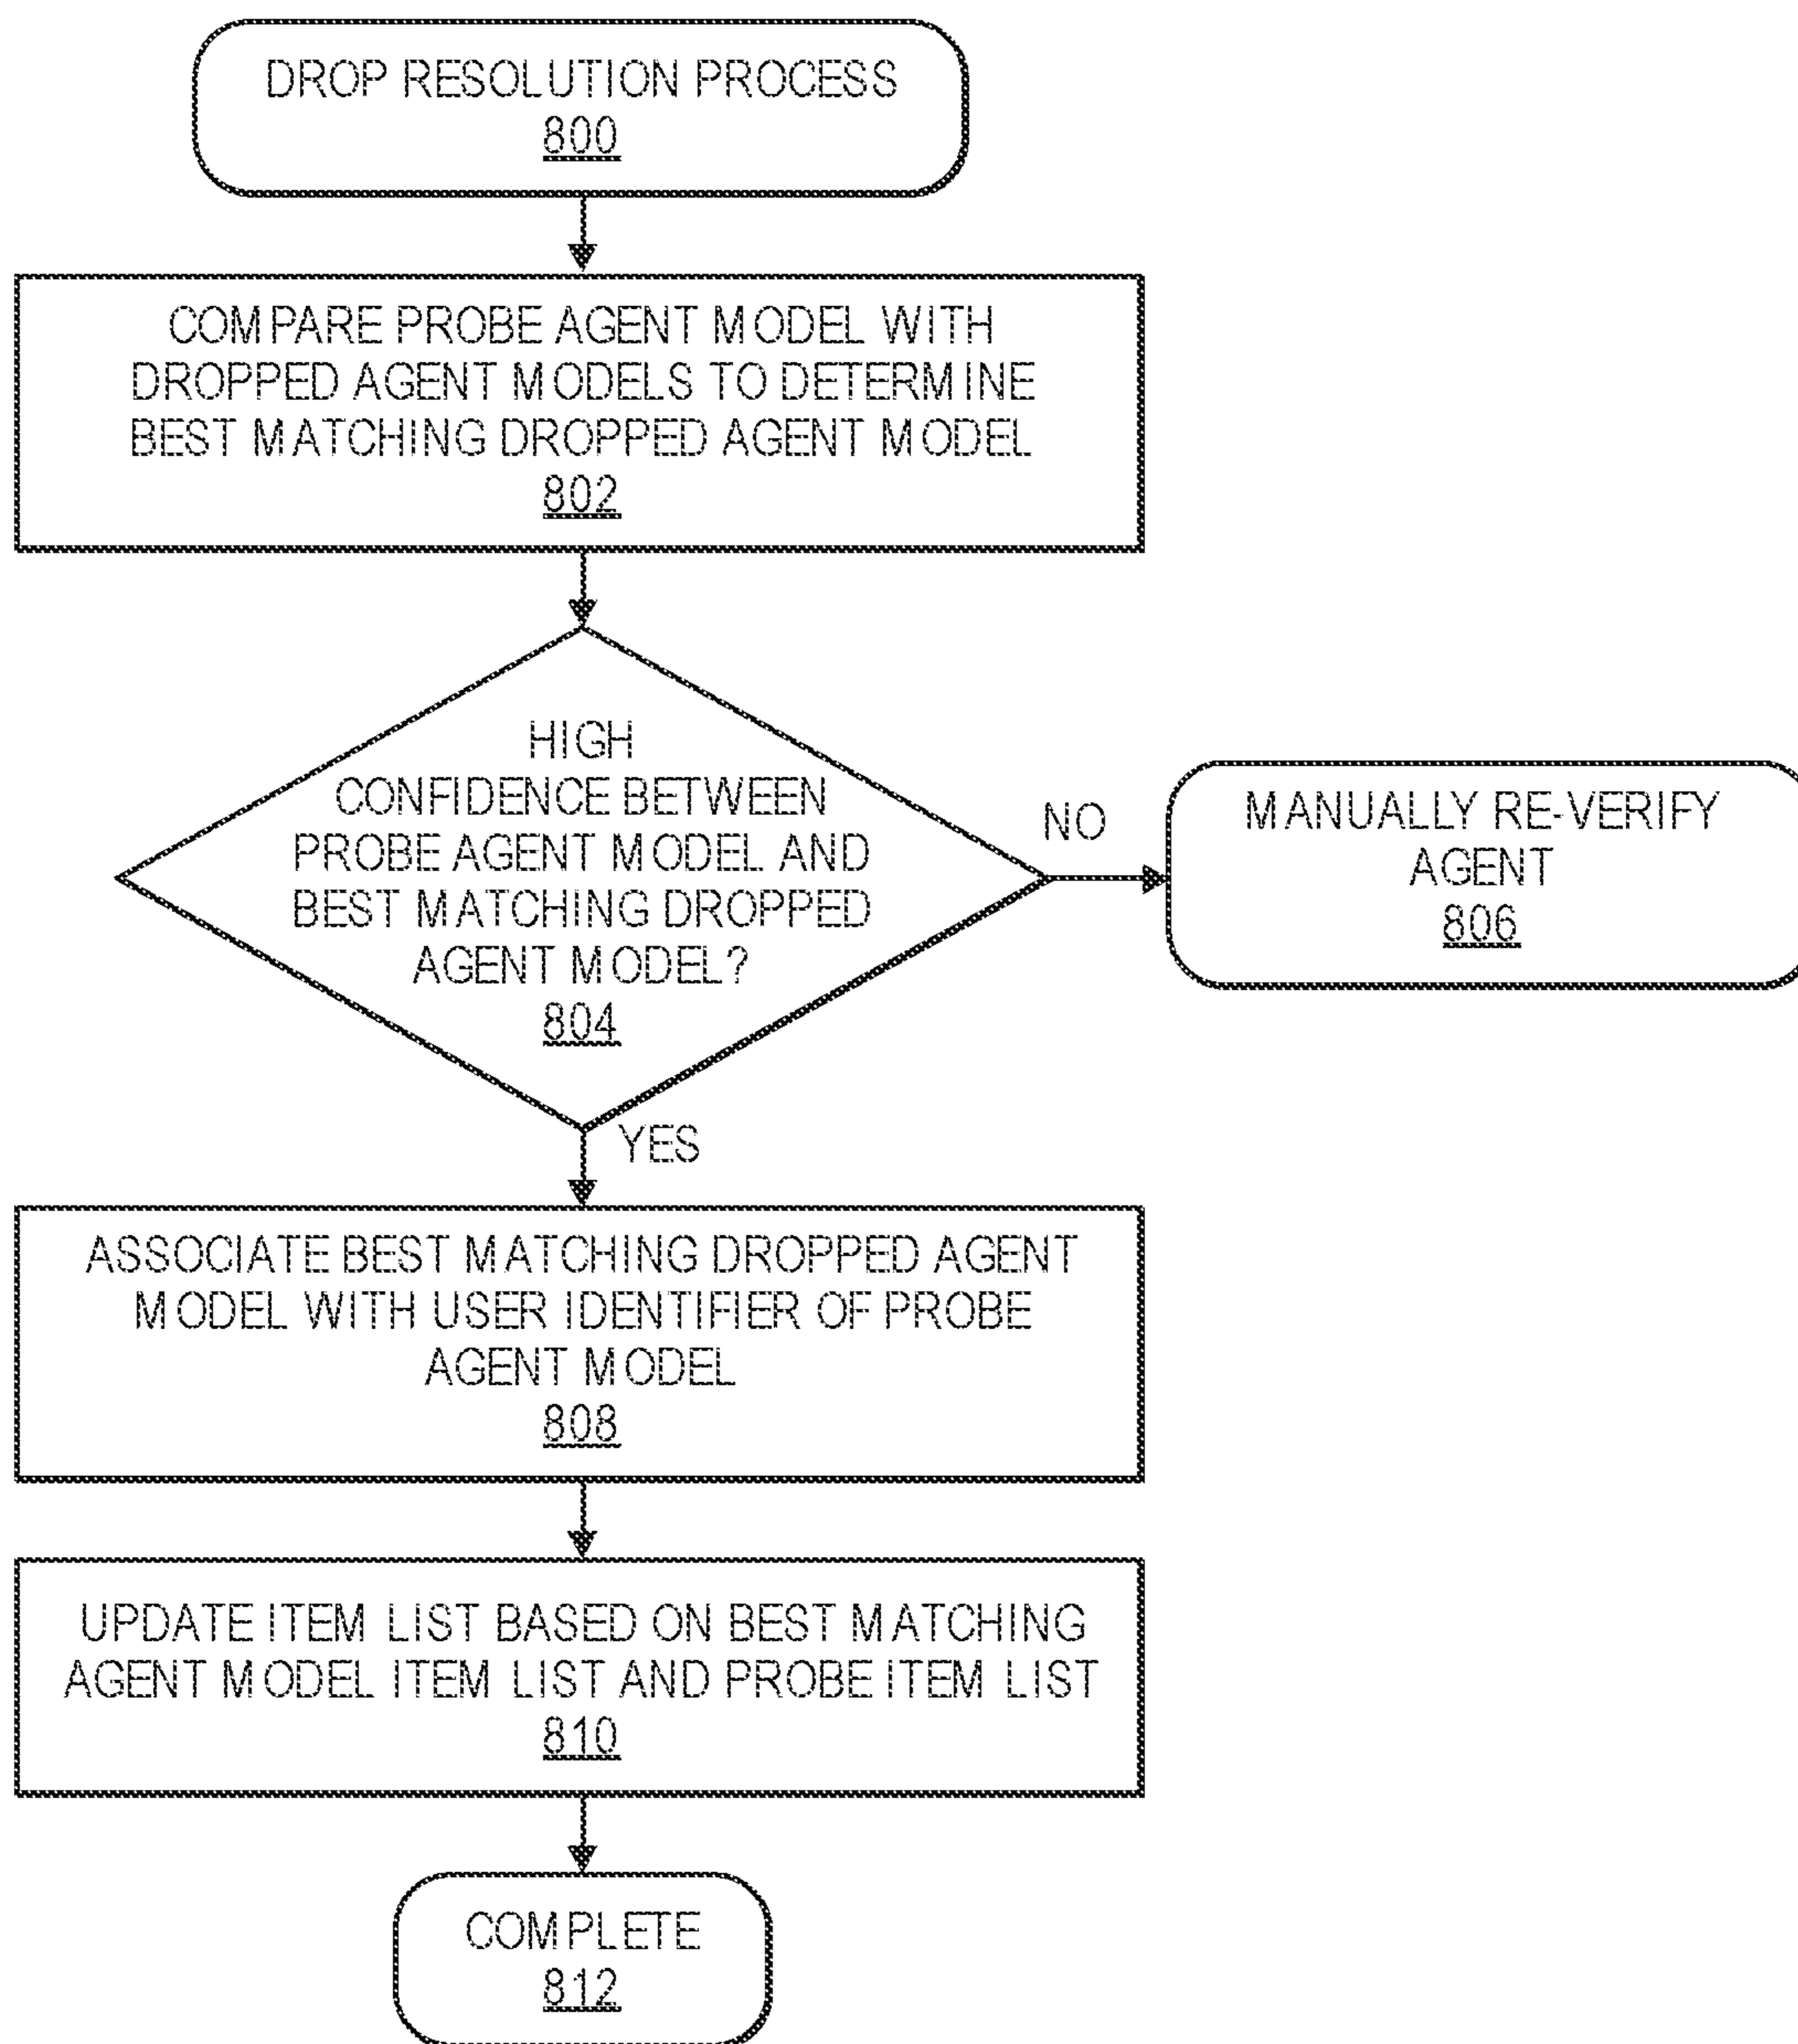 DROP RESOLUTION PROCESS
800
COMPARE PROBE AGENT MODEL WITH
DROPPED AGENT MODELS TO DETERMINE
BEST MATCHING DROPPED AGENT MODEL
802
HIGH
CONFIDENCE BETWEEN
PROBE AGENT MODEL AND
BEST MATCHING DROPPED
AGENT MODEL?
804
NO
MANUALLY RE-VERIFY
AGENT
806
YES
ASSOCIATE BEST MATCHING DROPPED AGENT
MODEL WITH USER IDENTIFIER OF PROBE
AGENT MODEL
808
UPDATE ITEM LIST BASED ON BEST MATCHING
AGENT MODEL ITEM LIST AND PROBE ITEM LIST
810
COMPLETE
812